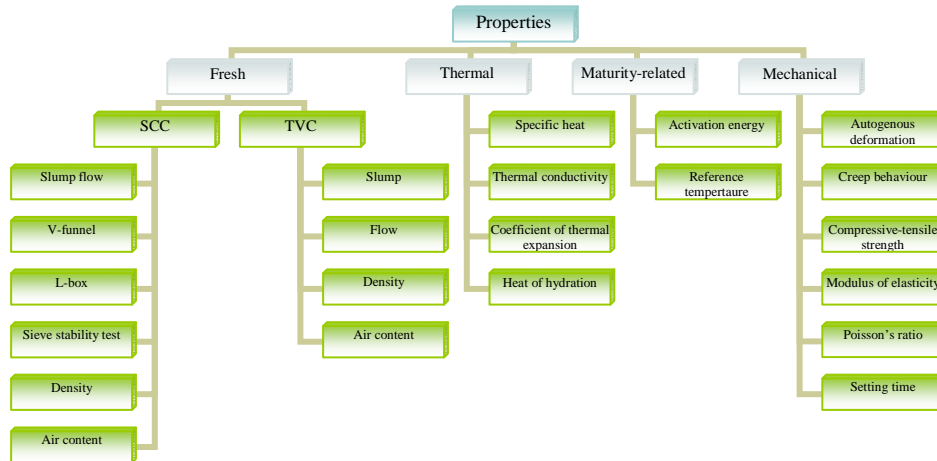 Properties
Fresh
Thermal
Maturity-related
Mechanical
SCC
TVC
Slump flow
V-funnel
L-box
Sieve stability test
Density
Air content
Slump
Flow
Density
Air content
Specific heat
Thermal conductivity
Coefficient of thermal
expansion
Heat of hydration
Activation energy
Reference
tempertaure
Autogenous
deformation
Creep behaviour
Compressive-tensile
strength
Modulus of elasticity
Poisson's ratio
Setting time